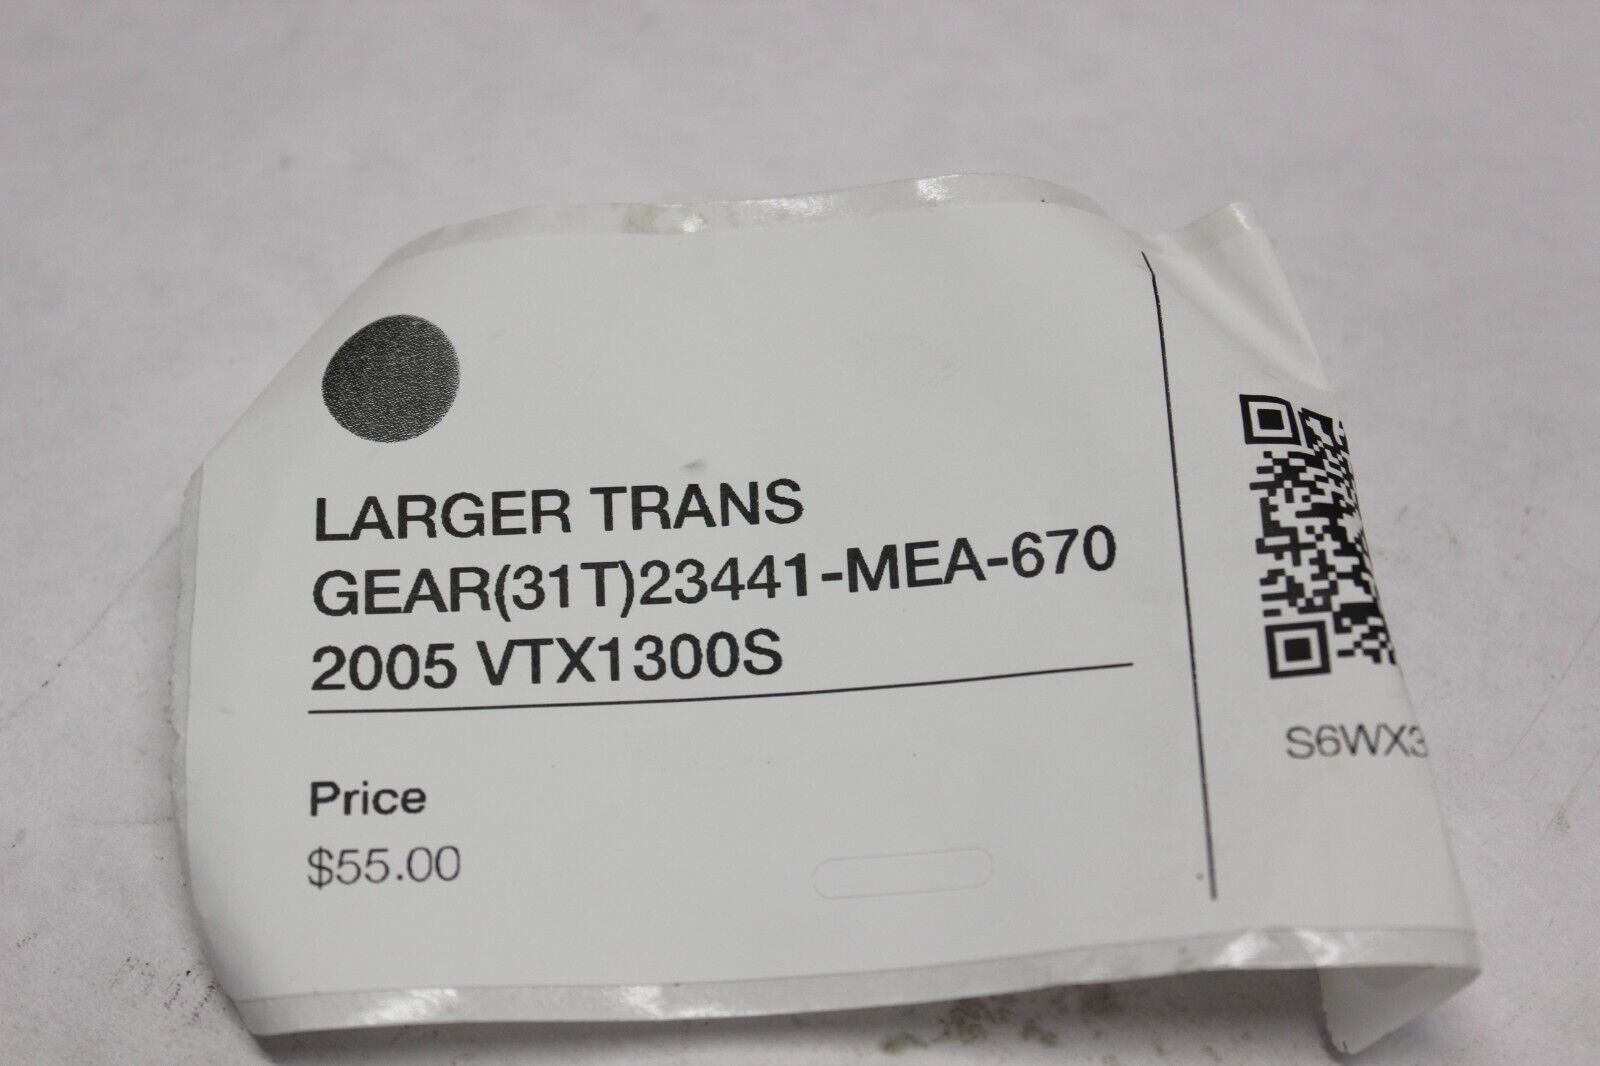 LARGER TRANS
GEAR(31T)23441-MEA-670
2005 VTX1300S
Price
$55.00
S6WX3